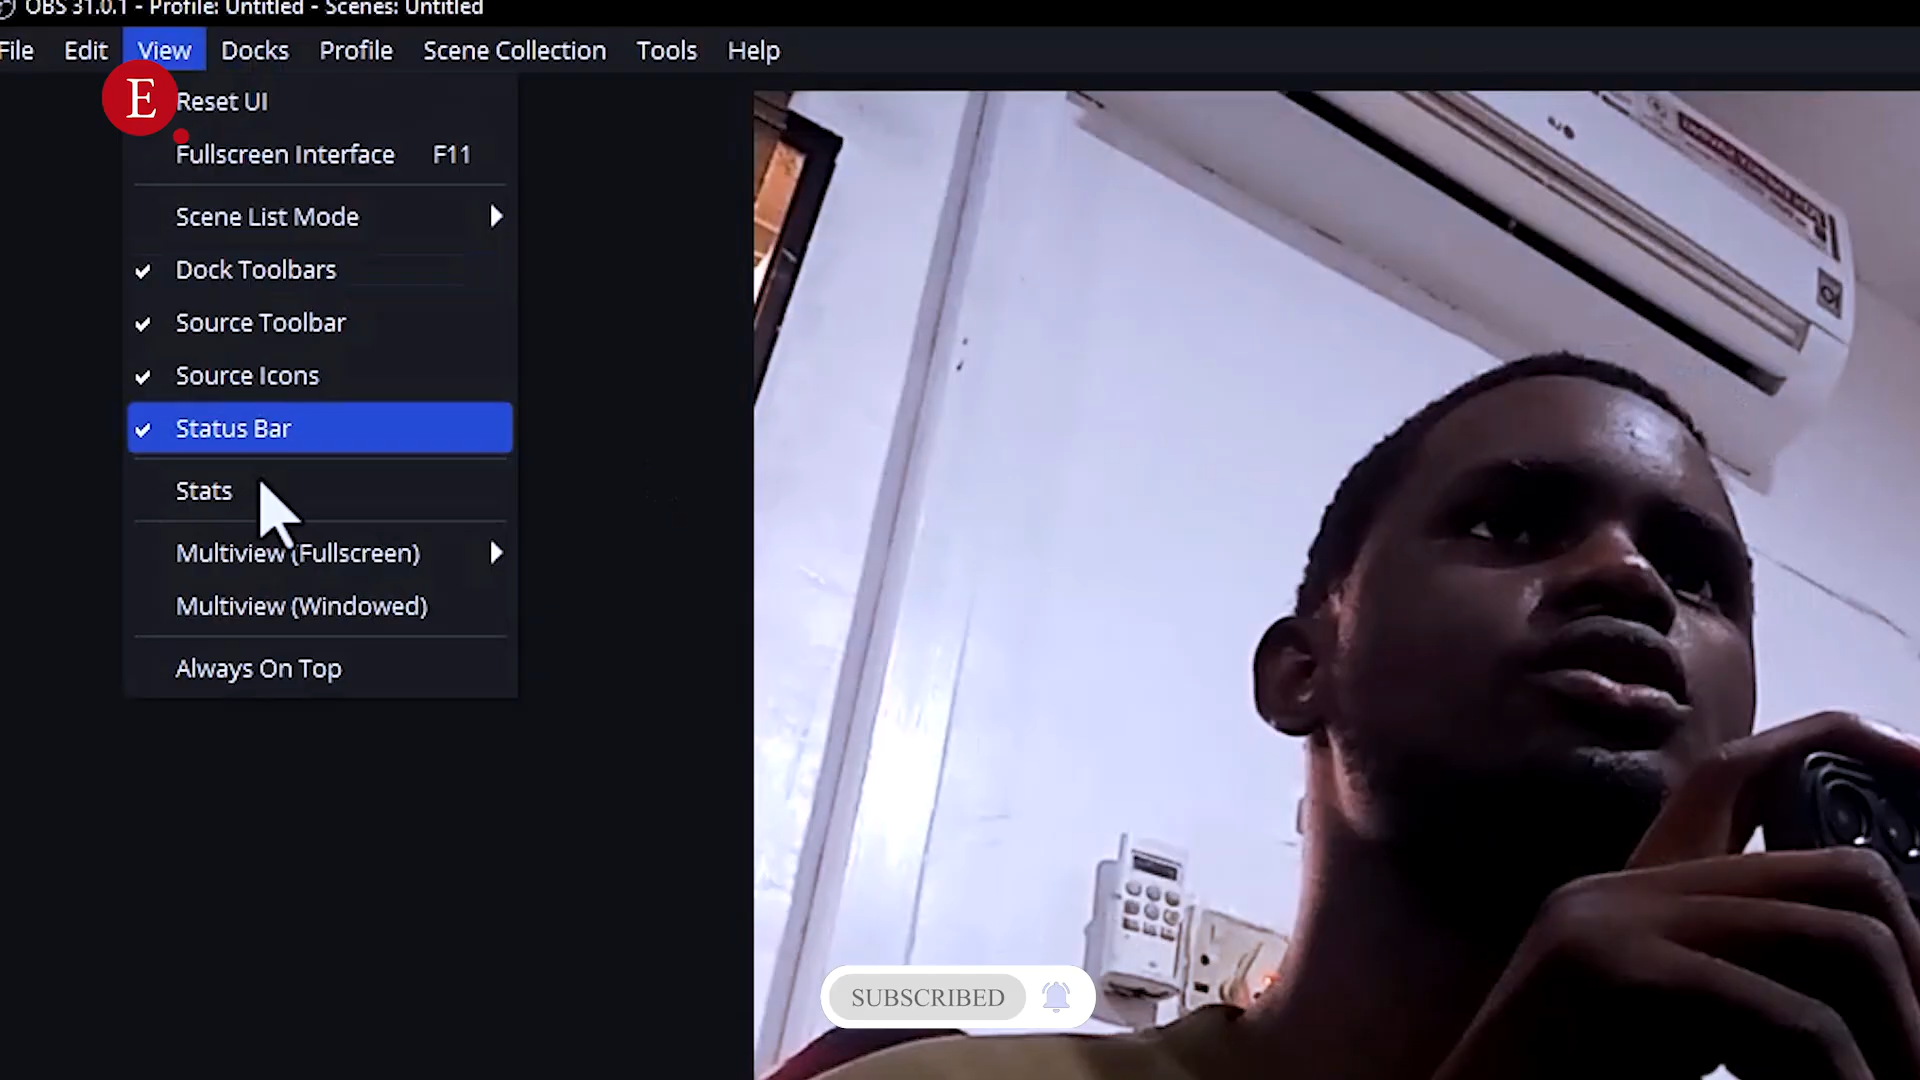 OBS 31.0.1 - Profile: Untitled - Scenes: Untitled
File Edit View Docks Profile Scene Collection Tools Help
E
Reset UI
Fullscreen Interface F11
Scene List Mode
Dock Toolbars
Source Toolbar
Source Icons
Status Bar
Stats
Multiview (Fullscreen)
Multiview (Windowed)
Always On Top
SUBSCRIBED